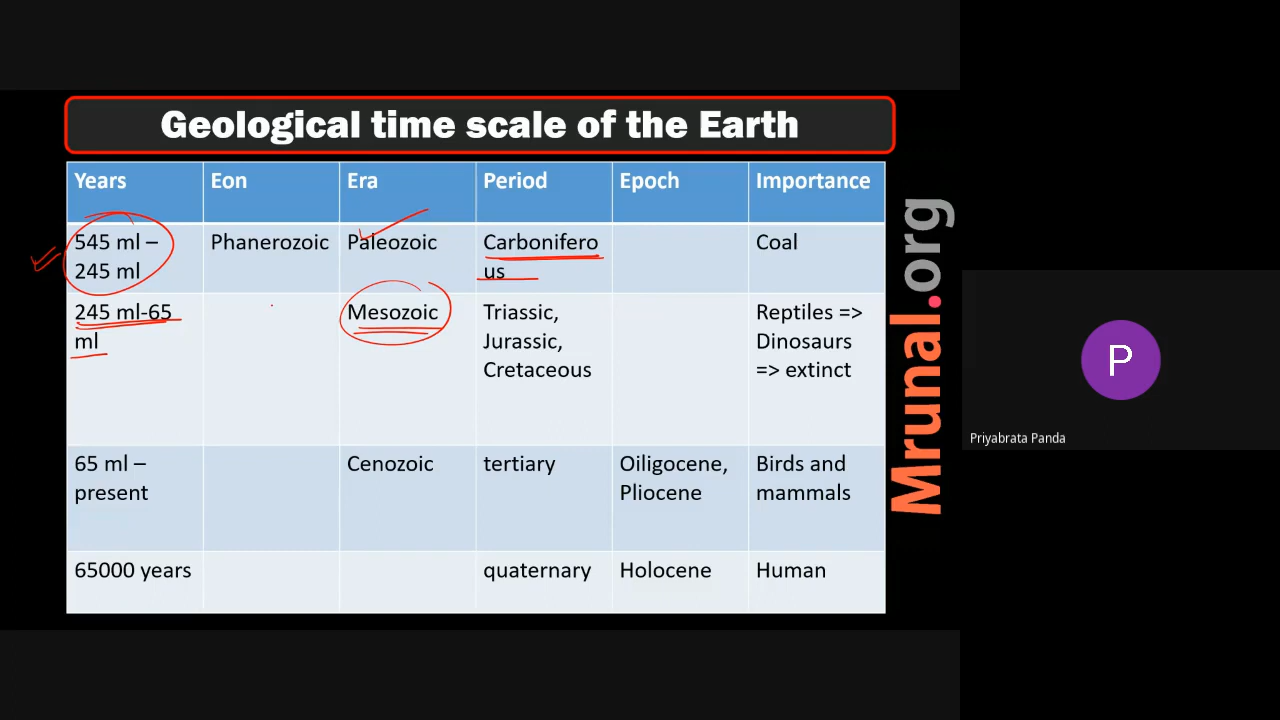 Geological time scale of the Earth
Years Eon Era Period Epoch Importance
545 ml – Phanerozoic Paleozoic Carbonifero Coal
245 ml us
245 ml-65 Mesozoic Triassic, Reptiles =>
ml Jurassic, Dinosaurs
Cretaceous => extinct
65 ml – Cenozoic tertiary Oiligocene, Birds and
present Pliocene mammals
65000 years quaternary Holocene Human
Mrunal.org
P
Priyabrata Panda